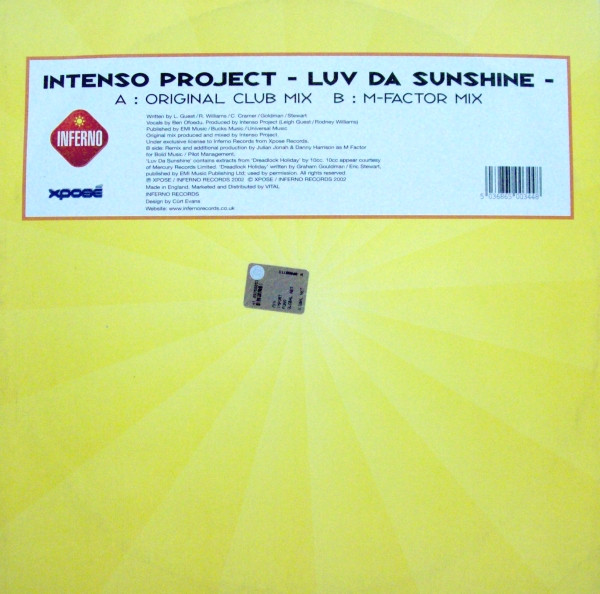 INTENSO PROJECT - LUV DA SUNSHINE -
A : ORIGINAL CLUB MIX B : M-FACTOR MIX
INFERNO
XPOSÉ
Written by L. Guest / R. Williams / C. Cramer / Goldman / Stewart
Vocals by Ben Ofoedu. Produced by Intenso Project (Leigh Guest / Rodney Williams)
Published by EMI Music / Bucks Music / Universal Music
Original mix produced and mixed by Intenso Project.
Under exclusive license to Inferno Records from Xposé Records.
B side. Remix and additional production by Julian Jonah & Danny Harrison as M Factor
for Bold Music / Pilot Management.
'Luv Da Sunshine' contains extracts from 'Dreadlock Holiday' by 10cc. 10cc appear courtesy
of Mercury Records Limited. 'Dreadlock Holiday' written by Graham Gouldman / Eric Stewart,
published by EMI Music Publishing Ltd; used by permission. All rights reserved.
℗ XPOSE / INFERNO RECORDS 2002 © XPOSE / INFERNO RECORDS 2002
Made in England. Marketed and Distributed by VITAL
INFERNO RECORDS
Design by Curt Evans
Website: www.infernorecords.co.uk
5 036865 003448